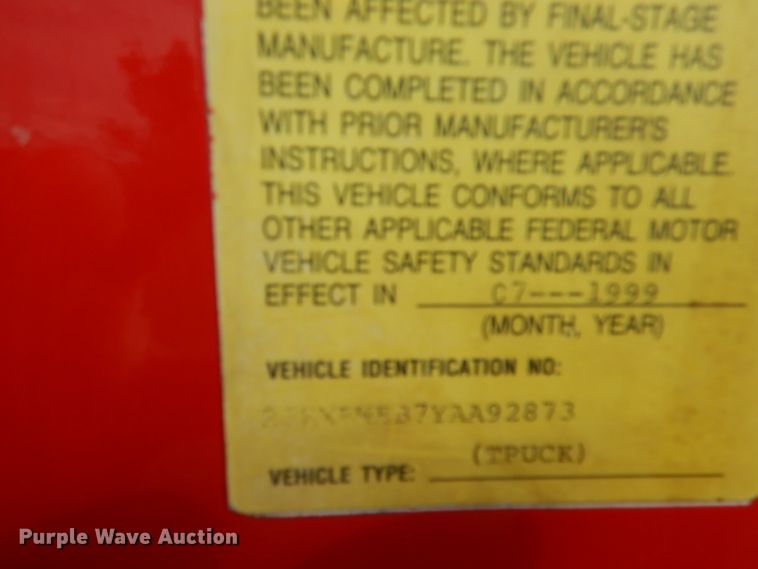 BEEN AFFECTED BY FINAL-STAGE
MANUFACTURE. THE VEHICLE HAS
BEEN COMPLETED IN ACCORDANCE
WITH PRIOR MANUFACTURER'S
INSTRUCTIONS, WHERE APPLICABLE.
THIS VEHICLE CONFORMS TO ALL
OTHER APPLICABLE FEDERAL MOTOR
VEHICLE SAFETY STANDARDS IN
EFFECT IN C7---1999
(MONTH, YEAR)
VEHICLE IDENTIFICATION NO:
(TPUCK)
VEHICLE TYPE:
Purple Wave Auction